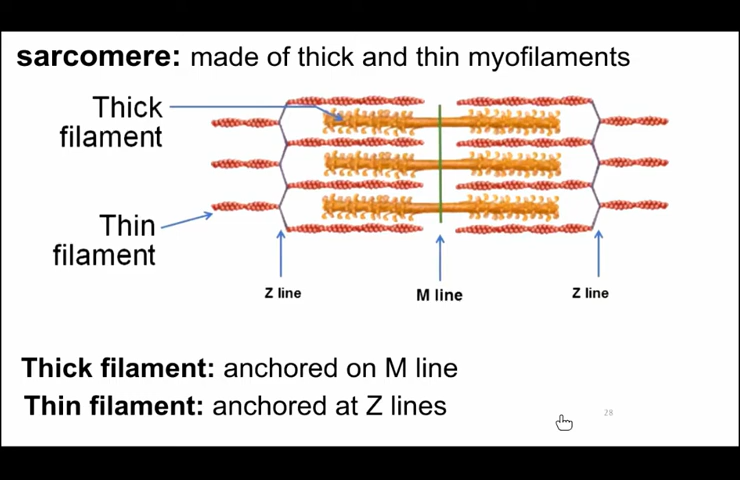 sarcomere: made of thick and thin myofilaments
Thick
filament
Thin
filament
Z line
M line
Z line
Thick filament: anchored on M line
Thin filament: anchored at Z lines
28